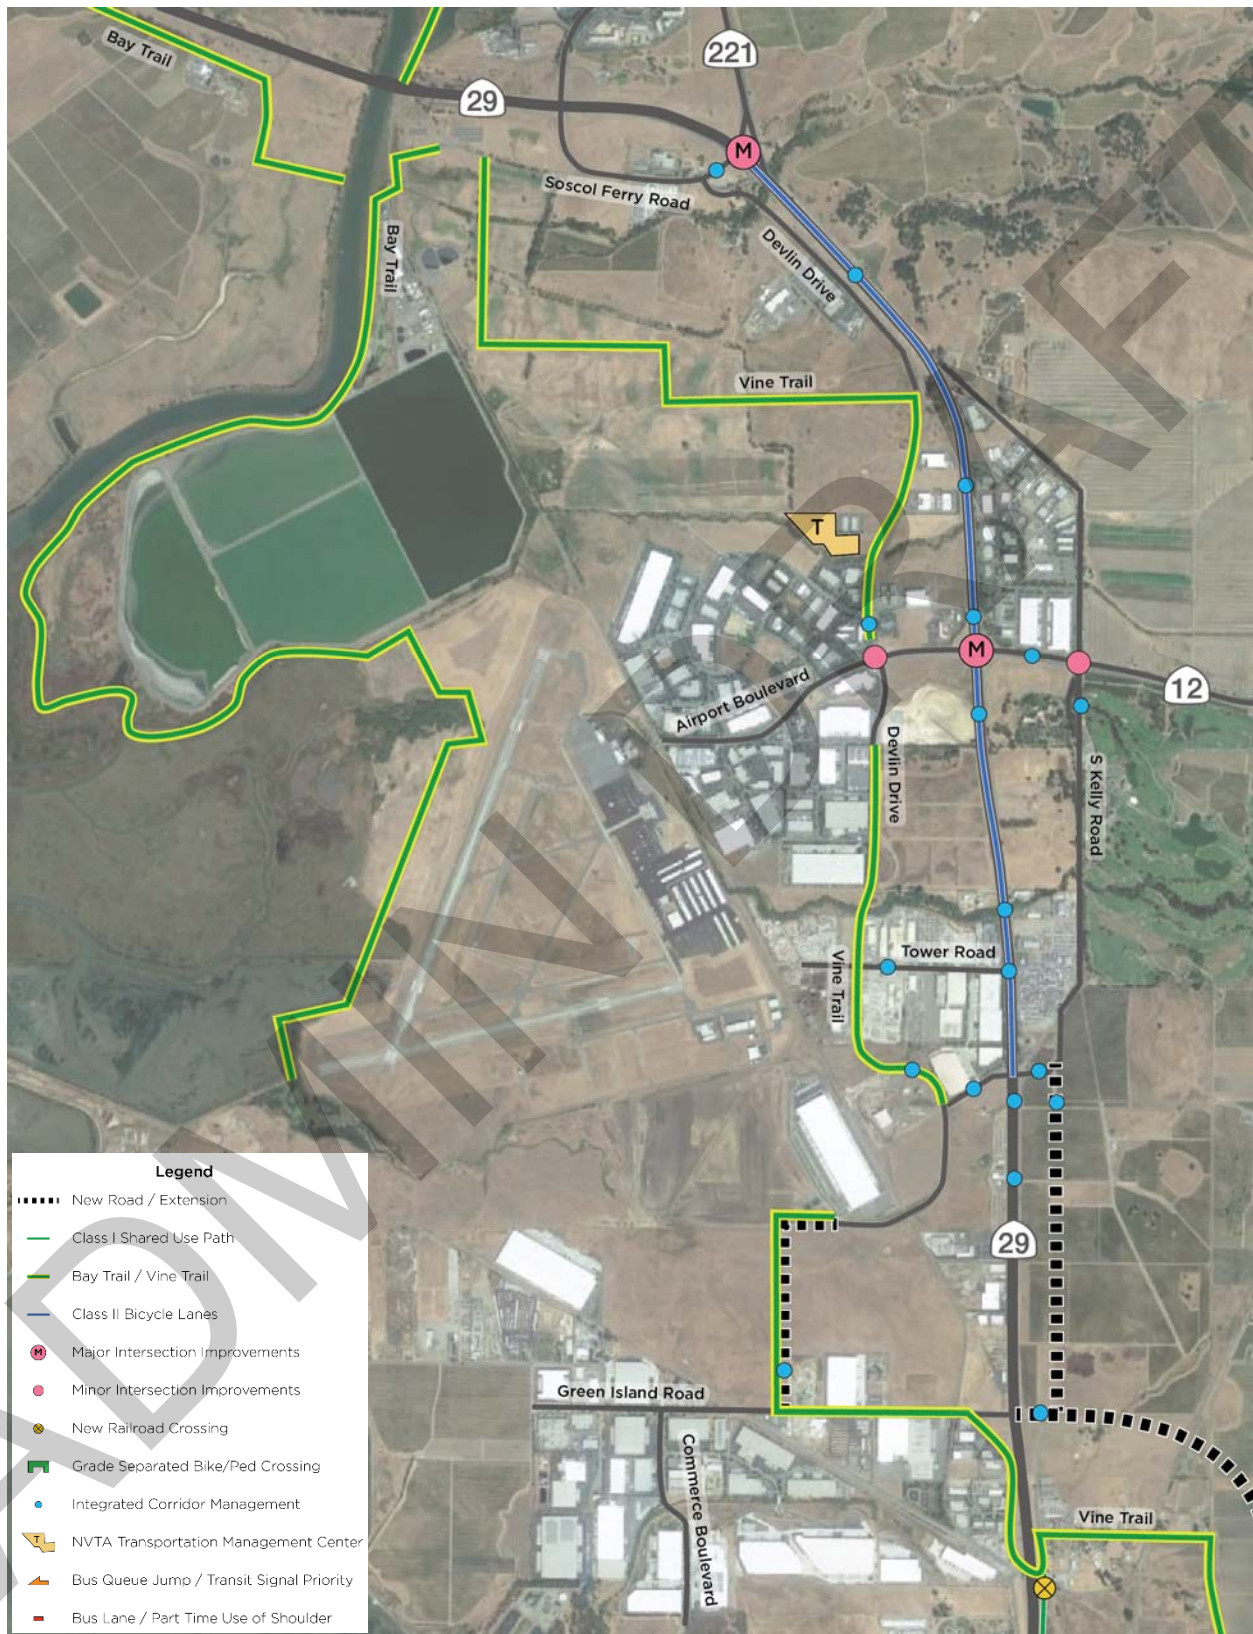 Bay Trail
221
29
M
Soscol Ferry Road
Bay Trail
Devlin Drive
Vine Trail
T
M
12
Airport Boulevard
Devlin Drive
S Kelly Road
Tower Road
Vine Trail
29
Green Island Road
Commerce Boulevard
Vine Trail
Legend
New Road / Extension
Class I Shared Use Path
Bay Trail / Vine Trail
Class II Bicycle Lanes
M Major Intersection Improvements
Minor Intersection Improvements
New Railroad Crossing
Grade Separated Bike/Ped Crossing
Integrated Corridor Management
T NVTA Transportation Management Center
Bus Queue Jump / Transit Signal Priority
Bus Lane / Part Time Use of Shoulder
ADMIN DRAFT